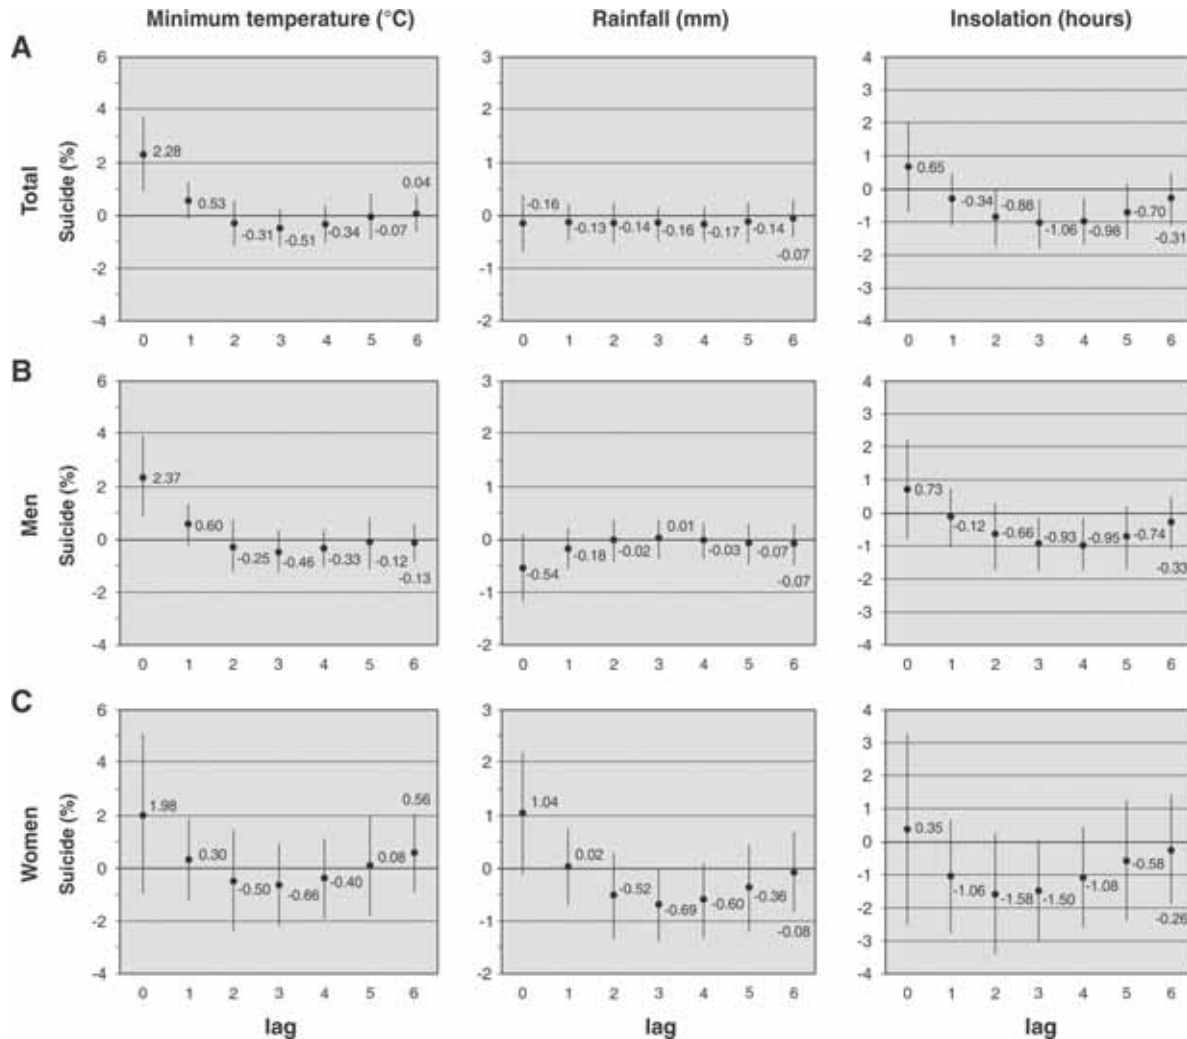 Minimum temperature (°C) Rainfall (mm) Insolation (hours)
A
Total
Suicide (%)
6 4 2 0 -2 -4
2.28 0.53 -0.31 -0.51 -0.34 -0.07 0.04
0 1 2 3 4 5 6
3 2 1 0 -1 -2
-0.16 -0.13 -0.14 -0.16 -0.17 -0.14 -0.07
0 1 2 3 4 5 6
4 3 2 1 0 -1 -2 -3 -4
0.65 -0.34 -0.86 -1.06 -0.98 -0.70 -0.31
0 1 2 3 4 5 6
B
Men
Suicide (%)
6 4 2 0 -2 -4
2.37 0.60 -0.25 -0.46 -0.33 -0.12 -0.13
0 1 2 3 4 5 6
3 2 1 0 -1 -2
-0.54 -0.18 -0.02 0.01 -0.03 -0.07 -0.07
0 1 2 3 4 5 6
4 3 2 1 0 -1 -2 -3 -4
0.73 -0.12 -0.66 -0.93 -0.95 -0.74 -0.33
0 1 2 3 4 5 6
C
Women
Suicide (%)
6 4 2 0 -2 -4
1.98 0.30 -0.50 -0.66 -0.40 0.08 0.56
0 1 2 3 4 5 6
lag
3 2 1 0 -1 -2
1.04 0.02 -0.52 -0.69 -0.60 -0.36 -0.08
0 1 2 3 4 5 6
lag
4 3 2 1 0 -1 -2 -3 -4
0.35 -1.06 -1.58 -1.50 -1.08 -0.58 -0.26
0 1 2 3 4 5 6
lag